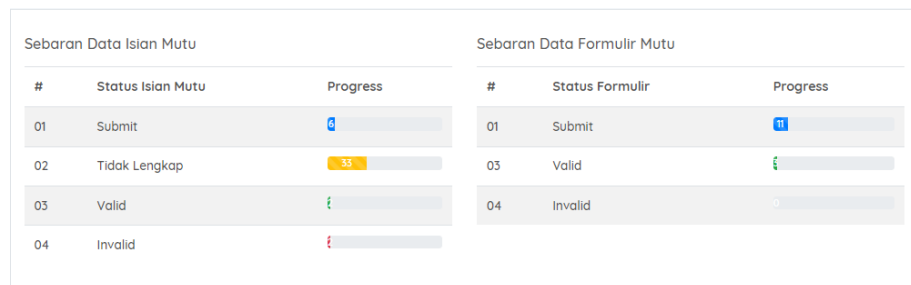 Sebaran Data Isian Mutu
# Status Isian Mutu Progress
01 Submit 6
02 Tidak Lengkap 33
03 Valid
04 Invalid
Sebaran Data Formulir Mutu
# Status Formulir Progress
01 Submit 11
03 Valid
04 Invalid 0